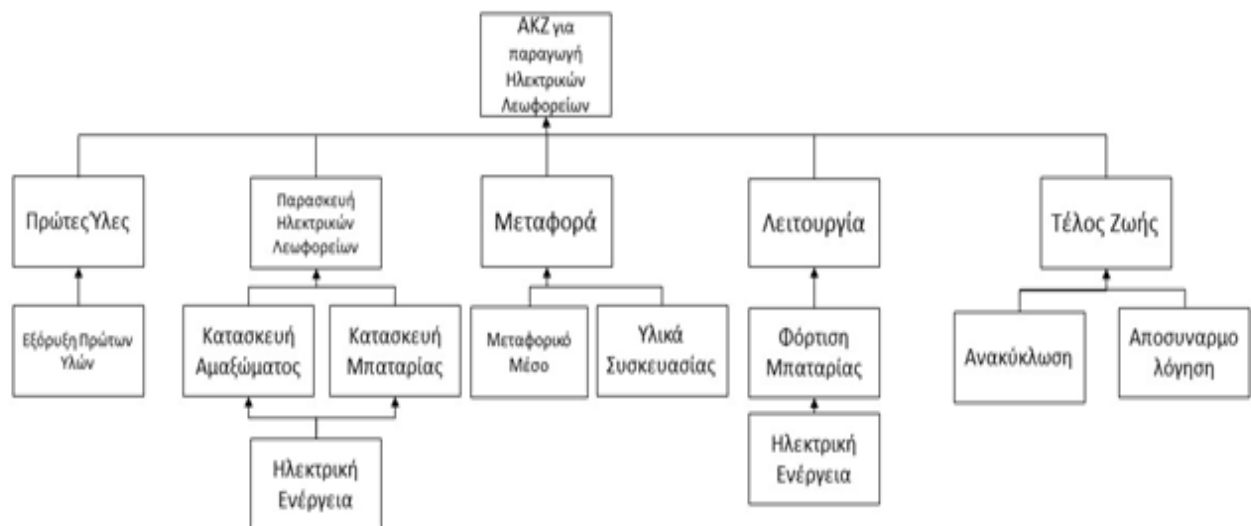 ΑΚΖ για
παραγωγή
Ηλεκτρικών
Λεωφορείων
Πρώτες Ύλες
Παρασκευή
Ηλεκτρικών
Λεωφορείων
Μεταφορά
Λειτουργία
Τέλος Ζωής
Εξόρυξη Πρώτων
Υλών
Κατασκευή
Αμαξώματος
Κατασκευή
Μπαταρίας
Μεταφορικό
Μέσο
Υλικά
Συσκευασίας
Φόρτιση
Μπαταρίας
Ανακύκλωση
Αποσυναρμο
λόγηση
Ηλεκτρική
Ενέργεια
Ηλεκτρική
Ενέργεια